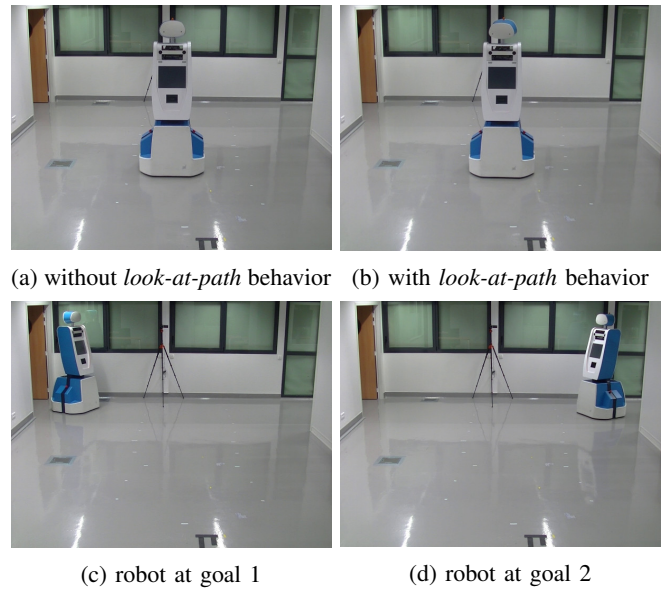 (a) without look-at-path behavior
(b) with look-at-path behavior
(c) robot at goal 1
(d) robot at goal 2